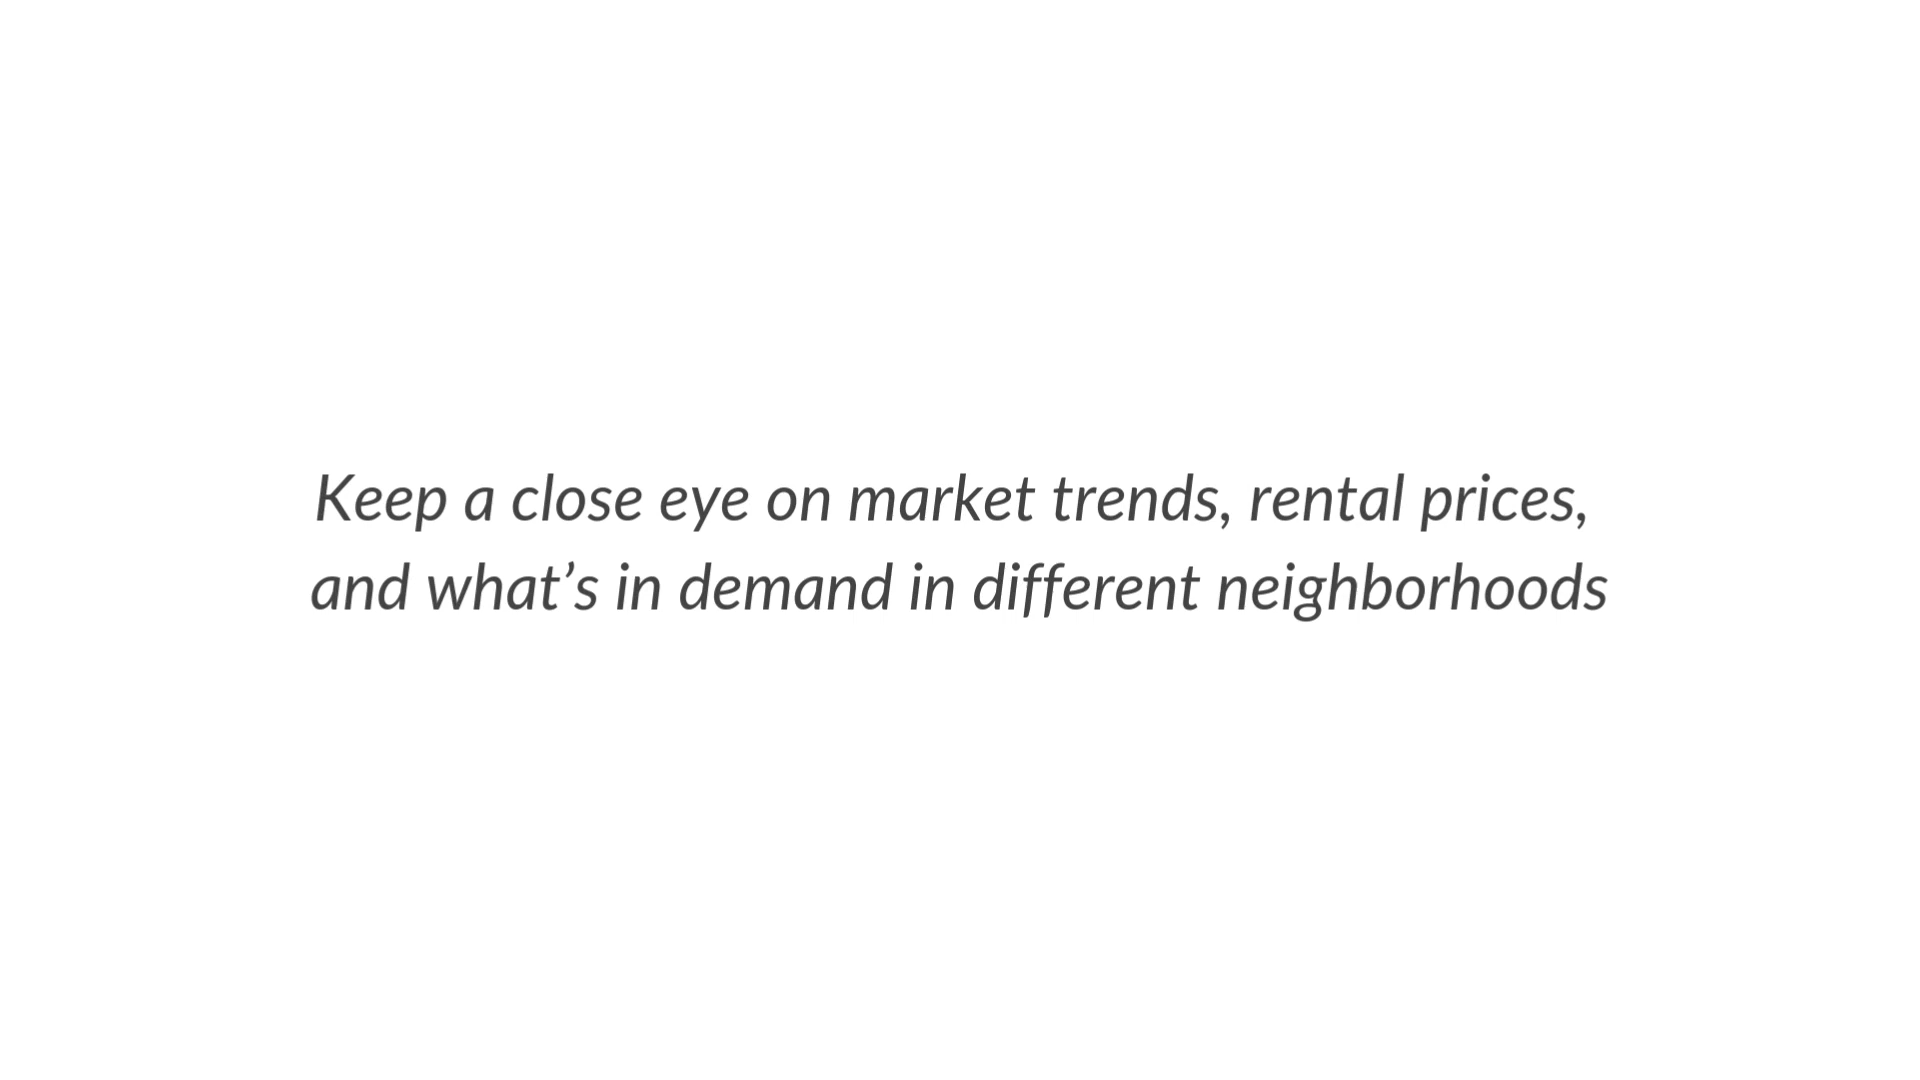 Keep a close eye on market trends, rental prices,
and what’s in demand in different neighborhoods